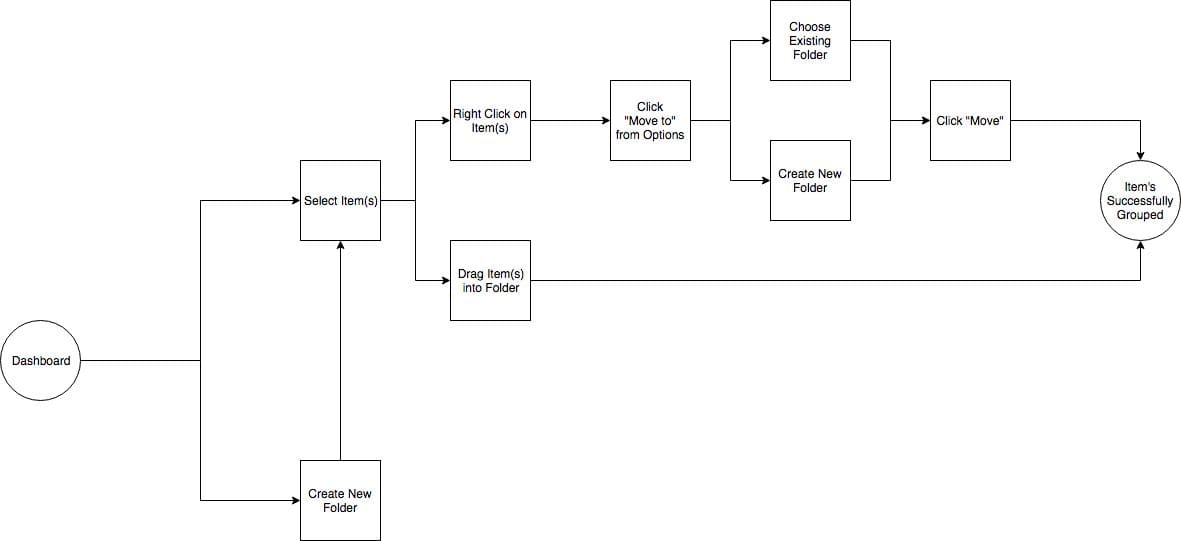 Choose
Existing
Folder
Right Click on
Item(s)
Click
"Move to"
from Options
Click "Move"
Create New
Folder
Select Item(s)
Item's
Successfully
Grouped
Drag Item(s)
into Folder
Dashboard
Create New
Folder